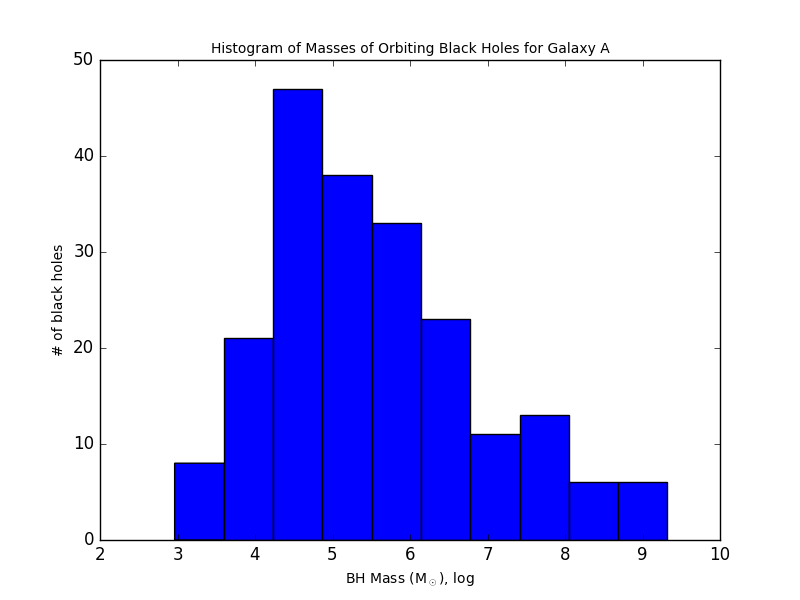 Histogram of Masses of Orbiting Black Holes for Galaxy A
50
40
30
20
10
0
# of black holes
2 3 4 5 6 7 8 9 10
BH Mass (M☉), log